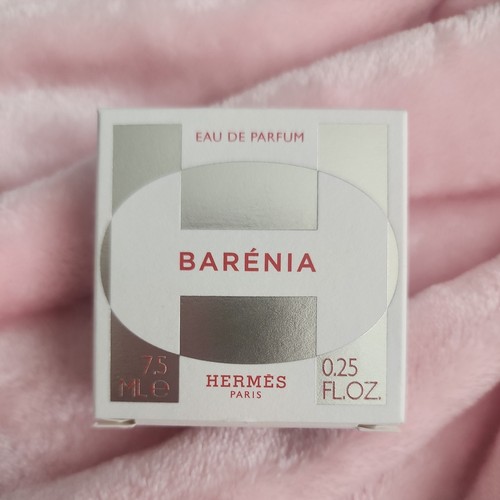 EAU DE PARFUM
BARÉNIA
7.5
ML℮
HERMÈS
PARIS
0.25
FL.OZ.